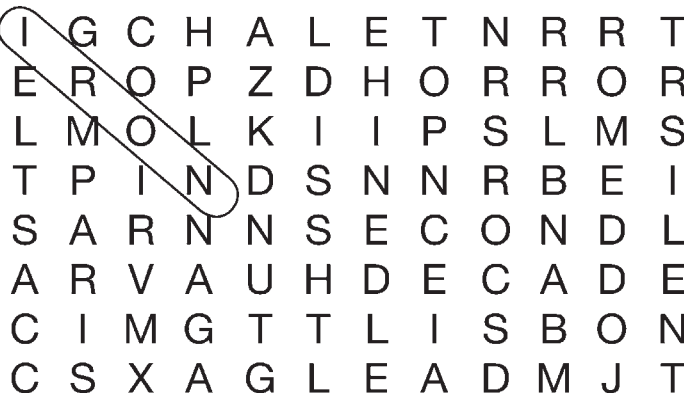 I G C H A L E T N R R T
E R O P Z D H O R R O R
L M O L K I I P S L M S
T P I N D S N N R B E I
S A R N N S E C O N D L
A R V A U H D E C A D E
C I M G T T L I S B O N
C S X A G L E A D M J T